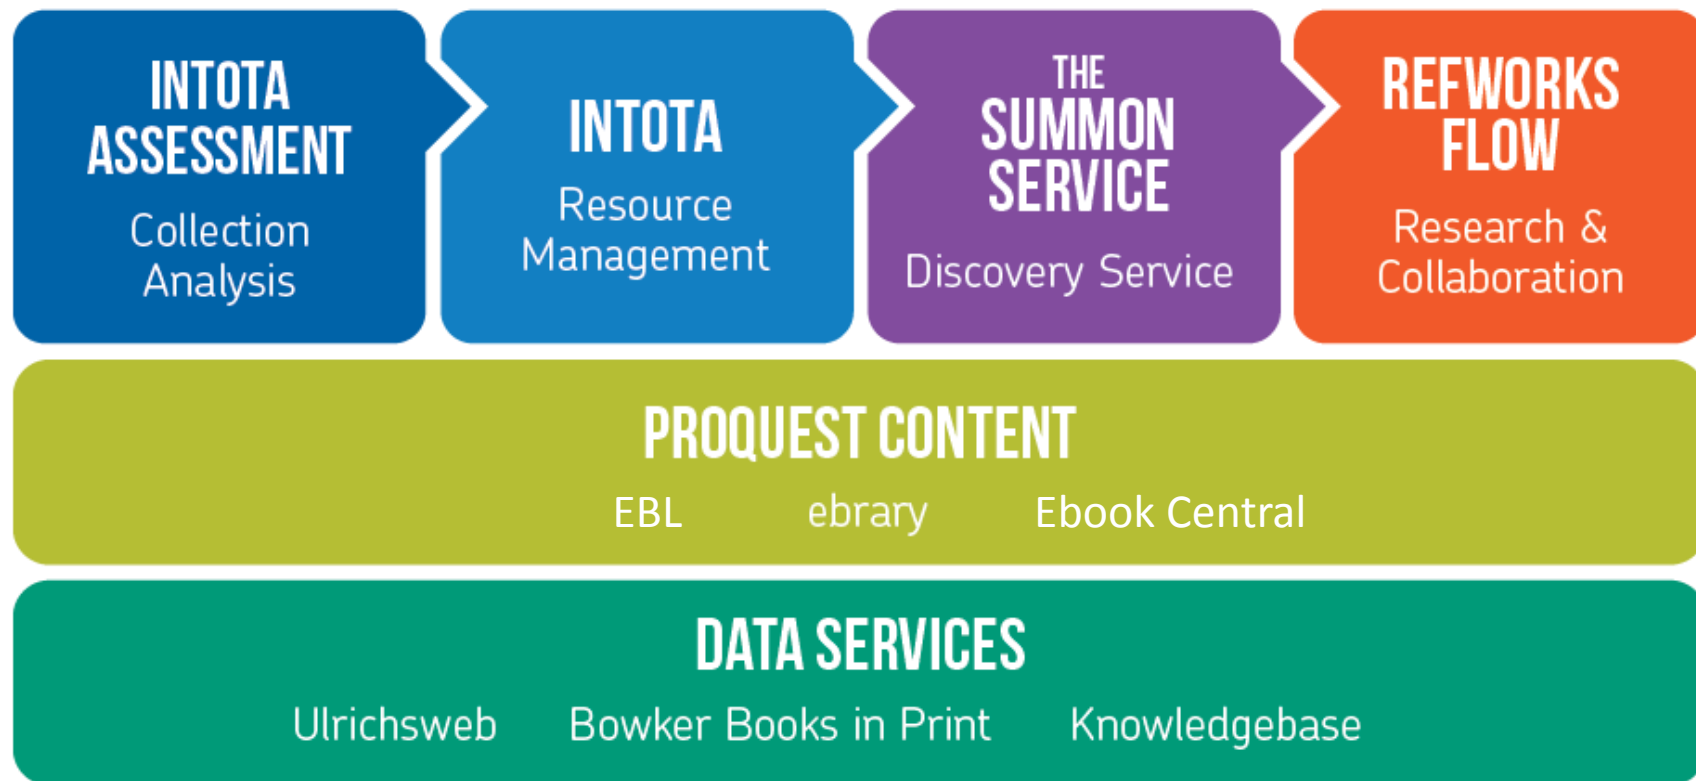 INTOTA
ASSESSMENT
Collection
Analysis
INTOTA
Resource
Management
THE
SUMMON
SERVICE
Discovery Service
REFWORKS
FLOW
Research &
Collaboration
PROQUEST CONTENT
EBL ebrary Ebook Central
DATA SERVICES
Ulrichsweb Bowker Books in Print Knowledgebase